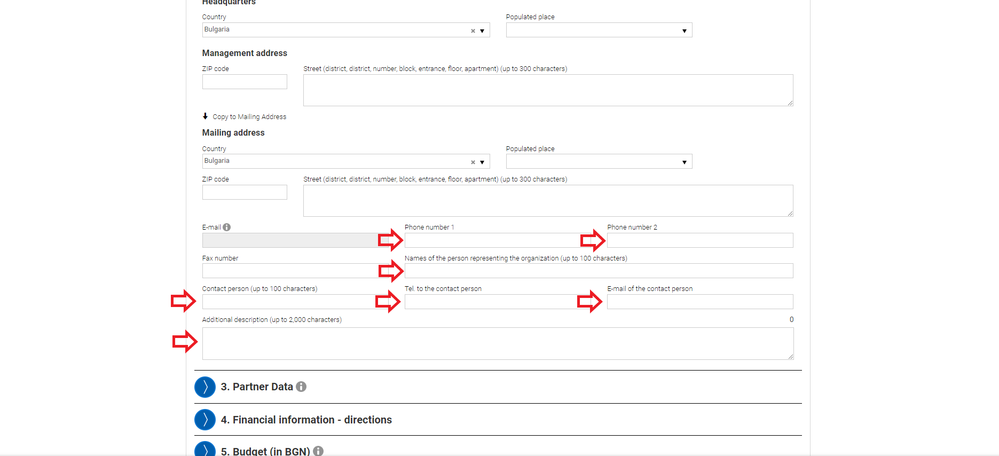 Headquarters
Country
Populated place
Bulgaria
Management address
ZIP code
Street (district, district, number, block, entrance, floor, apartment) (up to 300 characters)
Copy to Mailing Address
Mailing address
Country
Populated place
Bulgaria
ZIP code
Street (district, district, number, block, entrance, floor, apartment) (up to 300 characters)
E-mail
Phone number 1
Phone number 2
Fax number
Names of the person representing the organization (up to 100 characters)
Contact person (up to 100 characters)
Tel. to the contact person
E-mail of the contact person
Additional description (up to 2,000 characters)
0
3. Partner Data
4. Financial information - directions
5. Budget (in BGN)